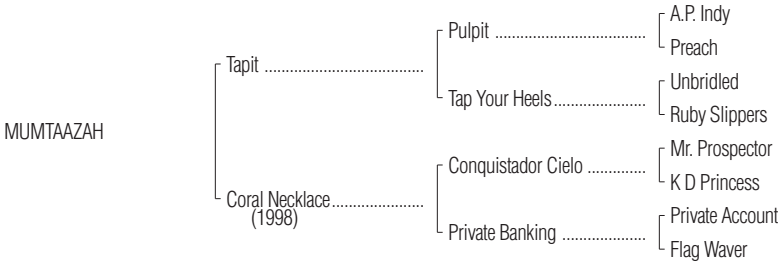 A.P. Indy
Pulpit
Preach
Tapit
Unbridled
Tap Your Heels
Ruby Slippers
MUMTAAZAH
Mr. Prospector
Conquistador Cielo
K D Princess
Coral Necklace
(1998)
Private Account
Private Banking
Flag Waver